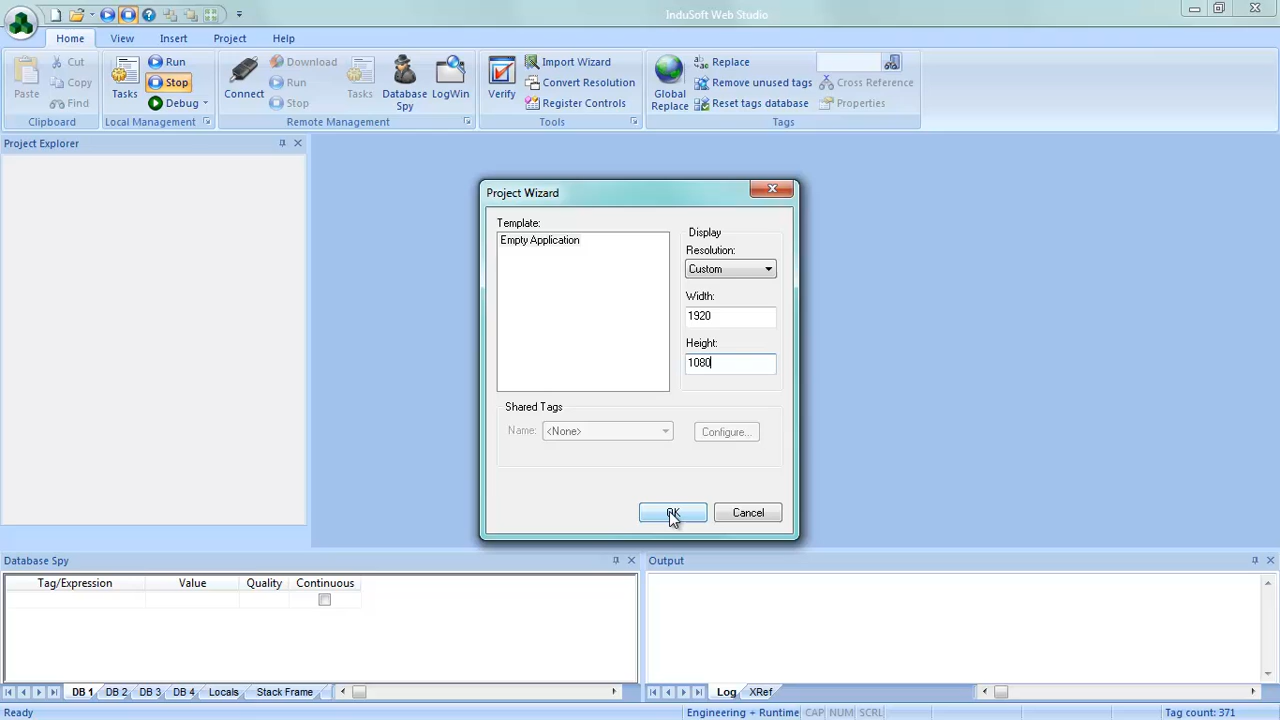 InduSoft Web Studio
Home View Insert Project Help
Paste
Cut
Copy
Find
Clipboard
Tasks
Run
Stop
Debug
Local Management
Connect
Download
Run
Stop
Tasks
Database Spy
LogWin
Remote Management
Verify
Import Wizard
Convert Resolution
Register Controls
Tools
Global Replace
Replace
Remove unused tags
Reset tags database
Cross Reference
Properties
Tags
Project Explorer
Project Wizard
Template:
Empty Application
Display
Resolution:
Custom
Width:
1920
Height:
1080
Shared Tags
Name: <None> Configure...
OK Cancel
Database Spy
Tag/Expression Value Quality Continuous
DB 1 DB 2 DB 3 DB 4 Locals Stack Frame
Output
Log XRef
Ready
Engineering + Runtime CAP NUM SCRL
Tag count: 371